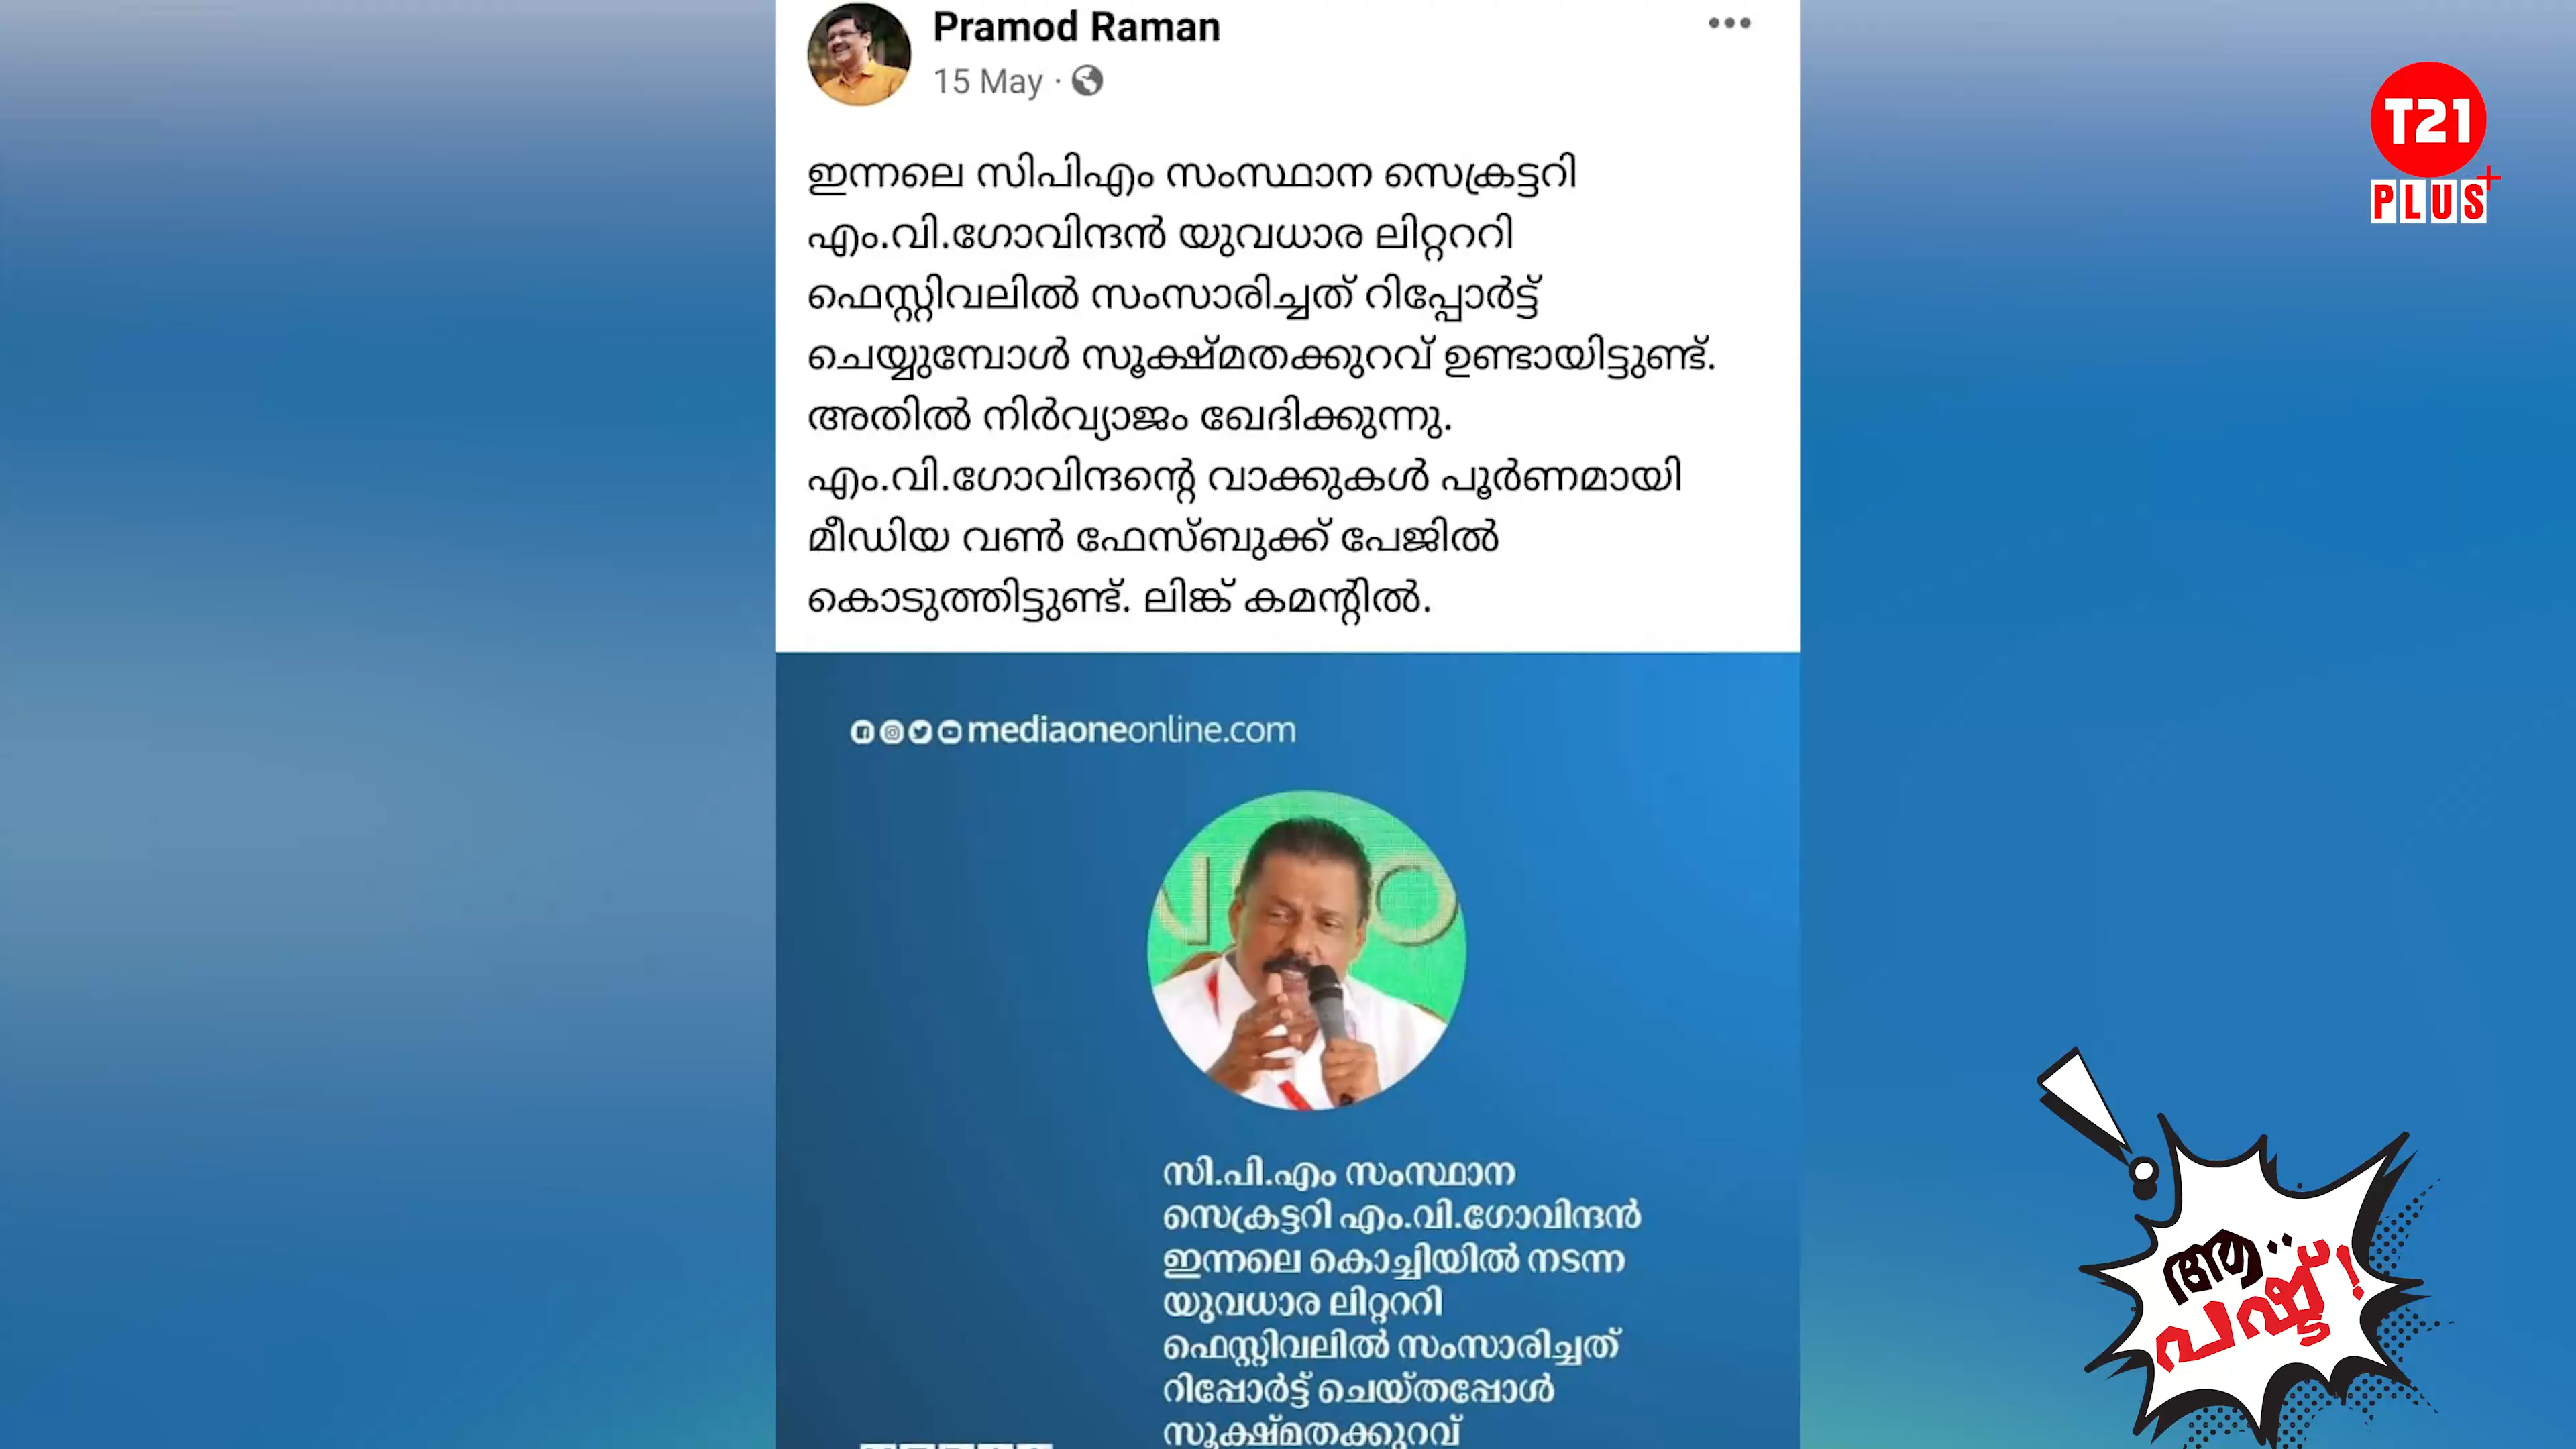 Pramod Raman
15 May ·
ഇന്നലെ സിപിഎം സംസ്ഥാന സെക്രട്ടറി
എം.വി.ഗോവിന്ദൻ യുവധാര ലിറ്റററി
ഫെസ്റ്റിവലിൽ സംസാരിച്ചത് റിപ്പോർട്ട്
ചെയ്യുമ്പോൾ സൂക്ഷ്മതക്കുറവ് ഉണ്ടായിട്ടുണ്ട്.
അതിൽ നിർവ്യാജം ഖേദിക്കുന്നു.
എം.വി.ഗോവിന്ദന്റെ വാക്കുകൾ പൂർണമായി
മീഡിയ വൺ ഫേസ്ബുക്ക് പേജിൽ
കൊടുത്തിട്ടുണ്ട്. ലിങ്ക് കമന്റിൽ.
mediaoneonline.com
സി.പി.എം സംസ്ഥാന
സെക്രട്ടറി എം.വി.ഗോവിന്ദൻ
ഇന്നലെ കൊച്ചിയിൽ നടന്ന
യുവധാര ലിറ്റററി
ഫെസ്റ്റിവലിൽ സംസാരിച്ചത്
റിപ്പോർട്ട് ചെയ്തപ്പോൾ
സൂക്ഷ്മതക്കുറവ്
T21
PLUS+